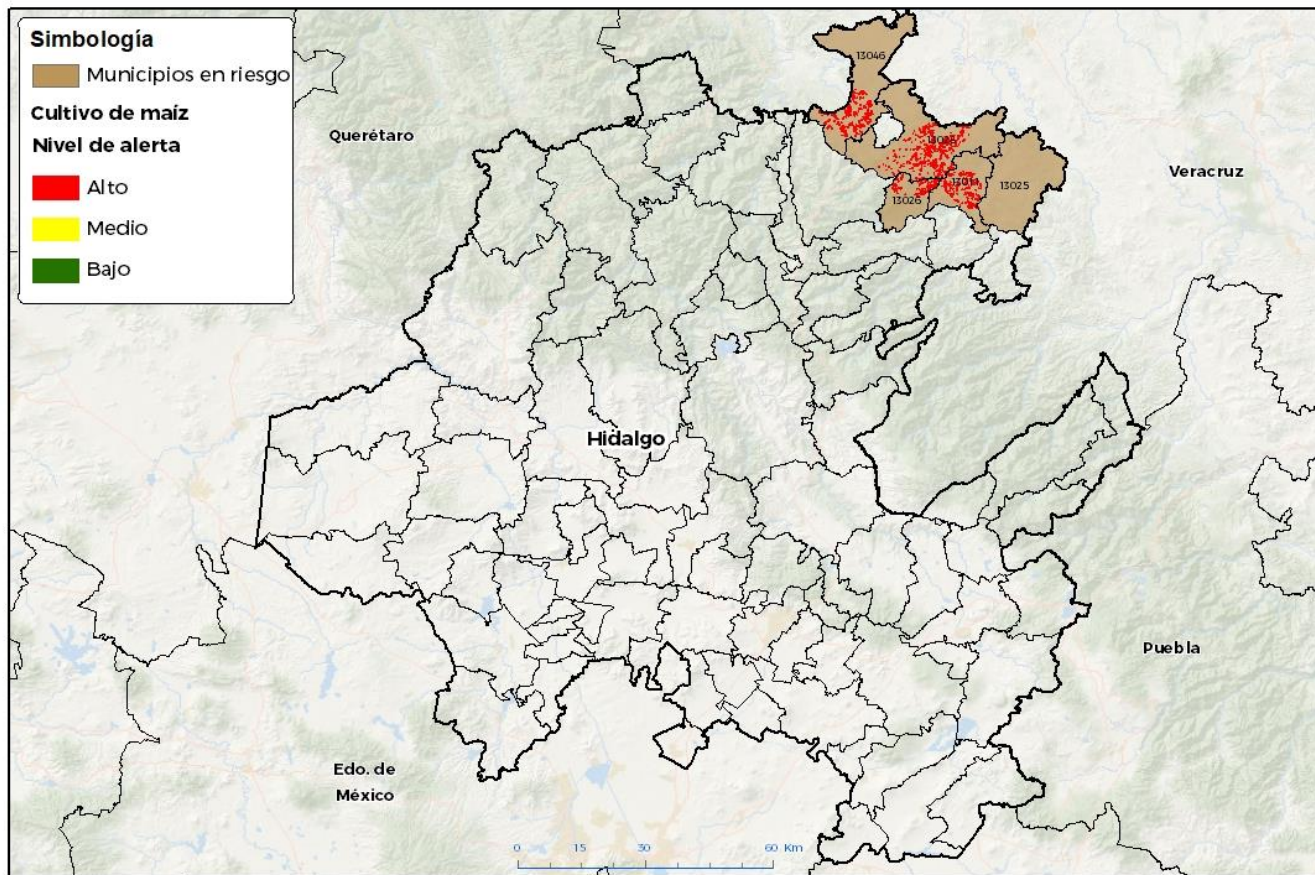 Simbología
Municipios en riesgo
Cultivo de maíz
Nivel de alerta
Alto
Medio
Bajo
13046
Querétaro
Veracruz
13025
13026
Hidalgo
Puebla
Edo. de
México
0 15 30 60 Km